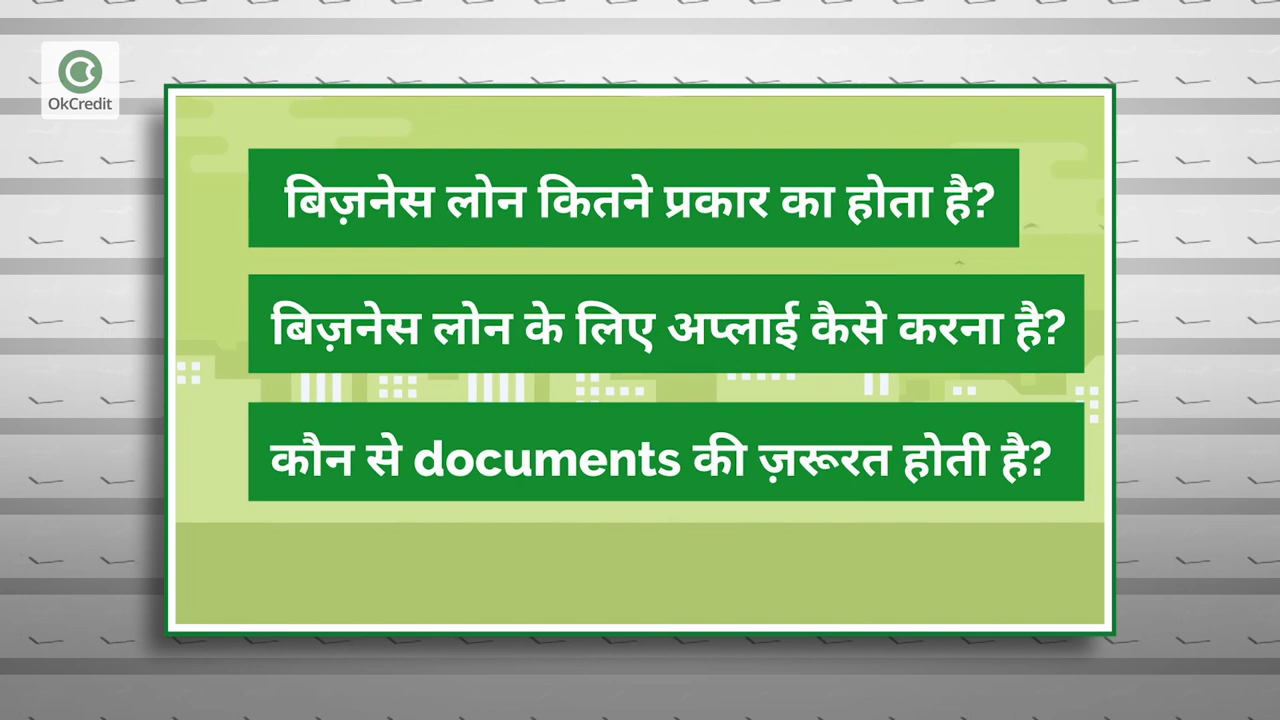 OkCredit
बिज़नेस लोन कितने प्रकार का होता है?
बिज़नेस लोन के लिए अप्लाई कैसे करना है?
कौन से documents की ज़रूरत होती है?